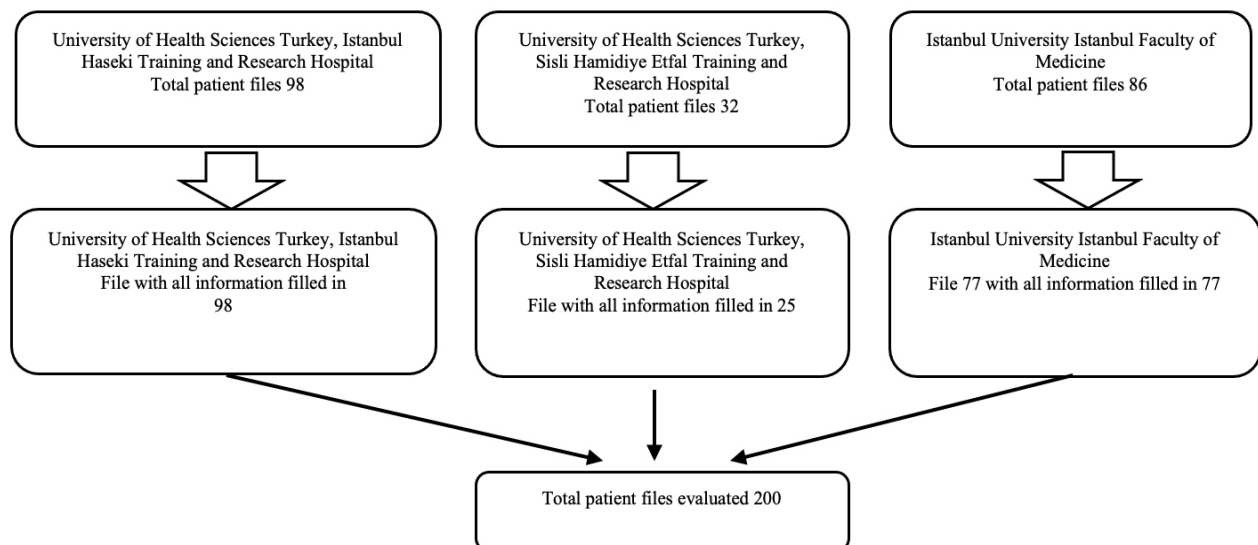 University of Health Sciences Turkey, Istanbul
Haseki Training and Research Hospital
Total patient files 98
University of Health Sciences Turkey,
Sisli Hamidiye Etfal Training and
Research Hospital
Total patient files 32
Istanbul University Istanbul Faculty of
Medicine
Total patient files 86
University of Health Sciences Turkey, Istanbul
Haseki Training and Research Hospital
File with all information filled in
98
University of Health Sciences Turkey,
Sisli Hamidiye Etfal Training and
Research Hospital
File with all information filled in 25
Istanbul University Istanbul Faculty of
Medicine
File 77 with all information filled in 77
Total patient files evaluated 200